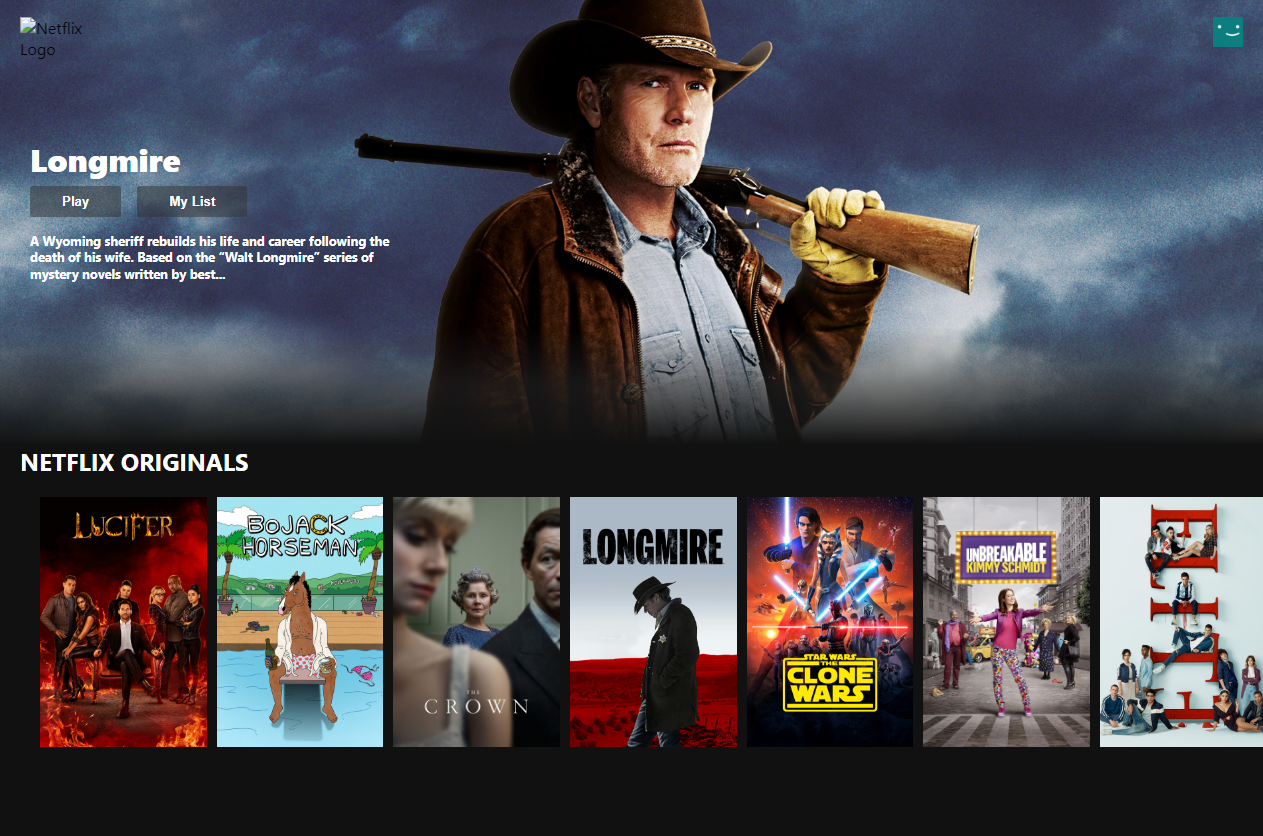 Netflix
Logo
Longmire
Play
My List
A Wyoming sheriff rebuilds his life and career following the
death of his wife. Based on the “Walt Longmire” series of
mystery novels written by best...
NETFLIX ORIGINALS
LUCIFER
BOJACK
HORSEMAN
THE
CROWN
LONGMIRE
STAR WARS
THE
CLONE
WARS
UNBREAKABLE
KIMMY SCHMIDT
ELITE